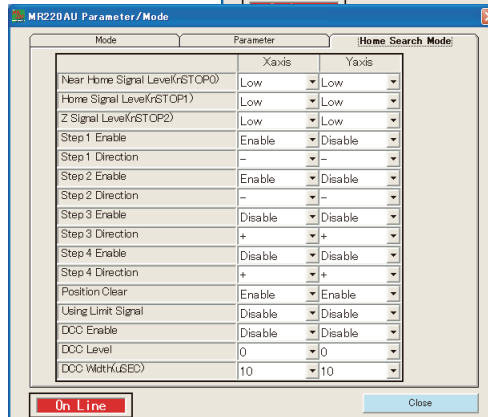 MR220AU Parameter/Mode
Mode Parameter Home Search Mode
Xaxis Yaxis
Near Home Signal Level(nSTOP0) Low Low
Home Signal Level(nSTOP1) Low Low
Z Signal Level(nSTOP2) Low Low
Step 1 Enable Enable Disable
Step 1 Direction - -
Step 2 Enable Enable Disable
Step 2 Direction - -
Step 3 Enable Disable Disable
Step 3 Direction + +
Step 4 Enable Disable Disable
Step 4 Direction + +
Position Clear Enable Enable
Using Limit Signal Disable Disable
DCC Enable Disable Disable
DCC Level 0 0
DCC Width(uSEC) 10 10
On Line Close